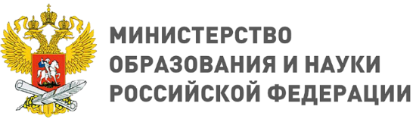 МИНИСТЕРСТВО
ОБРАЗОВАНИЯ И НАУКИ
РОССИЙСКОЙ ФЕДЕРАЦИИ